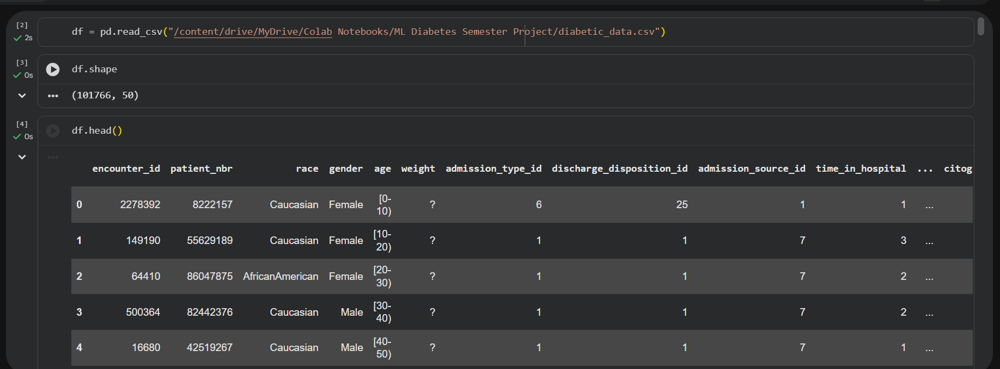 [2]
2s
df = pd.read_csv("/content/drive/MyDrive/Colab Notebooks/ML Diabetes Semester Project/diabetic_data.csv")
[3]
0s
df.shape
... (101766, 50)
[4]
0s
df.head()
...
encounter_id patient_nbr race gender age weight admission_type_id discharge_disposition_id admission_source_id time_in_hospital ... citog
0 2278392 8222157 Caucasian Female [0-10) ? 6 25 1 1 ...
1 149190 55629189 Caucasian Female [10-20) ? 1 1 7 3 ...
2 64410 86047875 AfricanAmerican Female [20-30) ? 1 1 7 2 ...
3 500364 82442376 Caucasian Male [30-40) ? 1 1 7 2 ...
4 16680 42519267 Caucasian Male [40-50) ? 1 1 7 1 ...